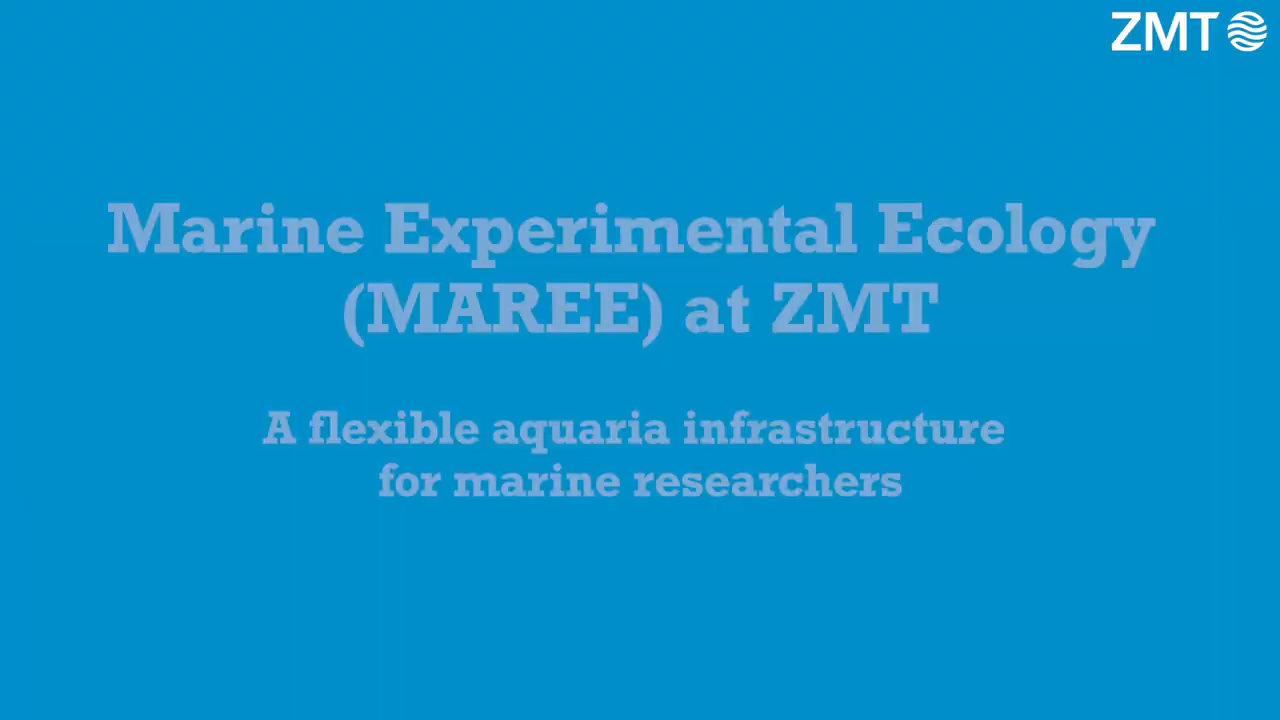 ZMT
Marine Experimental Ecology
(MAREE) at ZMT
A flexible aquaria infrastructure
for marine researchers